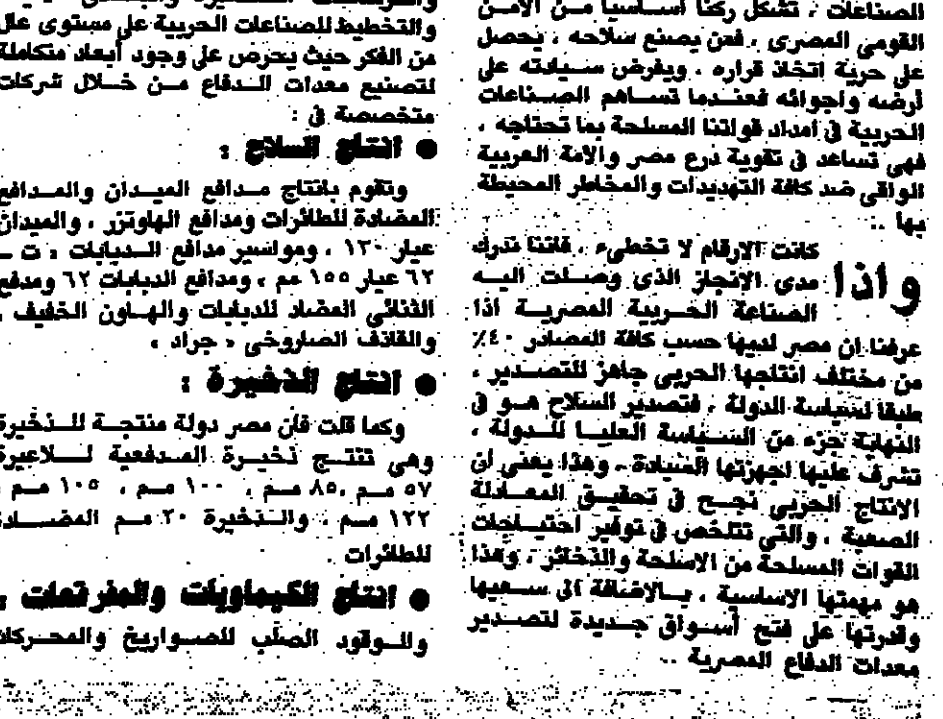 الصناعات ، تشكل ركنا أساسيا من الأمن
القومى المصرى ، فمن يصنع سلاحه ، يحصل
على حرية اتخاذ قراره ، ويفرض سيادته على
أرضه واجوائه فعندما تساهم الصناعات
الحربية فى امداد قواتنا المسلحة بما تحتاجه ،
فهى تساعد فى تقوية درع مصر والامة العربية
الواقى ضد كافة التهديدات والمخاطر المحيطة
بها ..
واذا كانت الارقام لا تخطىء ، فاننا ندرك
مدى الانجاز الذى وصلت اليه
الصناعة الحربية المصرية اذا
عرفنا ان مصر لديها حسب كافة المصادر ٤٠٪
من مختلف انتاجها الحربى جاهز للتصدير ،
طبقا لسياسة الدولة ، فتصدير السلاح هو فى
النهاية جزء من السياسة العليا للدولة ،
تشرف عليها اجهزتها السيادة ، وهذا يعنى ان
الانتاج الحربى نجح فى تحقيق المعادلة
الصعبة ، والتى تتلخص فى توفير احتياجات
القوات المسلحة من الاسلحة والذخائر ، وهذا
هو مهمتها الاساسية ، بالاضافة الى سعيها
وقدرتها على فتح أسواق جديدة لتصدير
معدات الدفاع المصرية ..
والتخطيط للصناعات الحربية على مستوى عال
من الفكر حيث يحرص على وجود أبعاد متكاملة
لتصنيع معدات الدفاع من خلال شركات
متخصصة فى :
● انتاج السلاح :
وتقوم بانتاج مدافع الميدان والمدافع
المضادة للطائرات ومدافع الهاوتزر ، والميدان
عيار ١٣٠ ، ومواسير مدافع الدبابات « ت ـ
٦٢ عيار ١٥٥ مم ، ومدافع الدبابات ٦٢ ومدفع
الثنائى المضاد للدبابات والهاون الخفيف ،
والقاذف الصاروخى « جراد »
● انتاج الذخيرة :
وكما قلت فان مصر دولة منتجة للذخيرة
وهى تنتج ذخيرة المدفعية للاعيرة
٥٧ مم ، ٨٥ مم ، ١٠٠ مم ، ١٠٥ مم ،
١٢٢ مم ، والذخيرة ٢٠ مم المضادة
للطائرات .
● انتاج الكيماويات والمفرقعات :
والوقود الصلب للصواريخ والمحركات